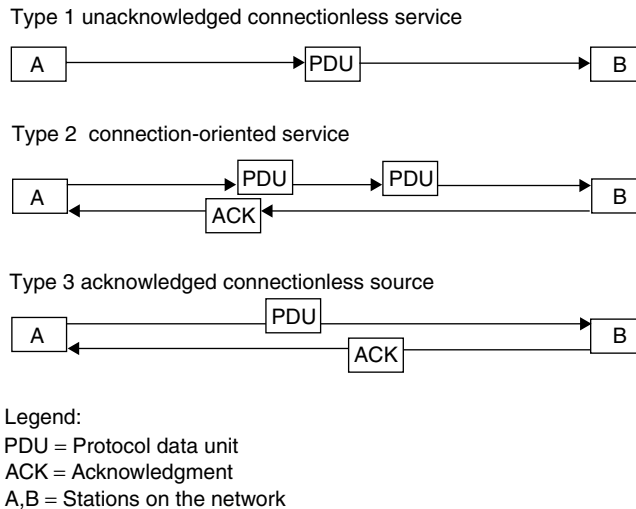 Type 1 unacknowledged connectionless service
A PDU B
Type 2 connection-oriented service
PDU PDU
A B
ACK
Type 3 acknowledged connectionless source
PDU
A B
ACK
Legend:
PDU = Protocol data unit
ACK = Acknowledgment
A,B = Stations on the network